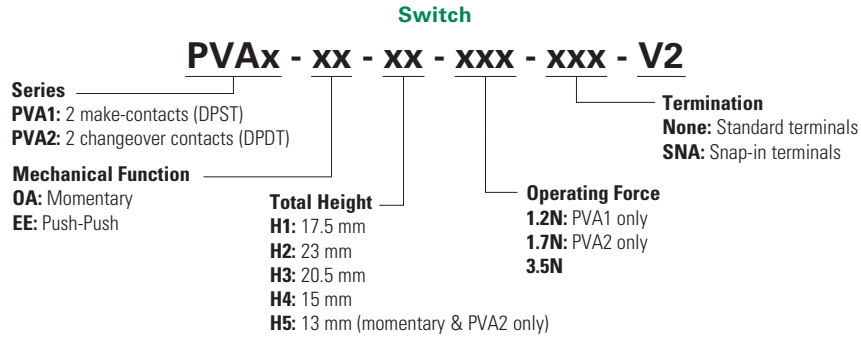 Switch
PVAx - xx - xx - xxx - xxx - V2
Series
PVA1: 2 make-contacts (DPST)
PVA2: 2 changeover contacts (DPDT)
Mechanical Function
OA: Momentary
EE: Push-Push
Total Height
H1: 17.5 mm
H2: 23 mm
H3: 20.5 mm
H4: 15 mm
H5: 13 mm (momentary & PVA2 only)
Operating Force
1.2N: PVA1 only
1.7N: PVA2 only
3.5N
Termination
None: Standard terminals
SNA: Snap-in terminals